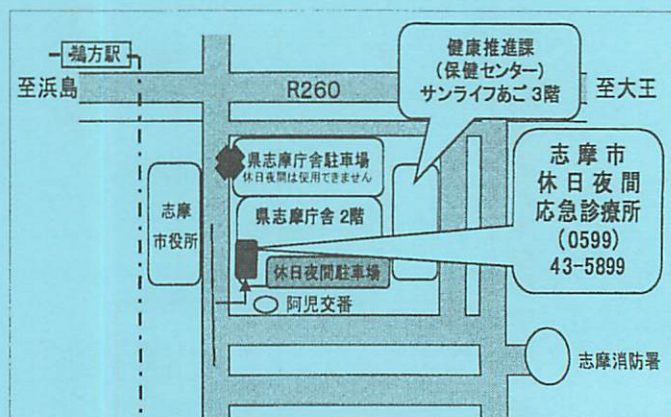 鵜方駅
至浜島
R260
至大王
健康推進課
(保健センター)
サンライフあご3階
県志摩庁舎駐車場
休日夜間は使用できません
志摩
市役所
県志摩庁舎2階
休日夜間駐車場
阿児交番
志摩市
休日夜間
応急診療所
(0599)
43-5899
志摩消防署